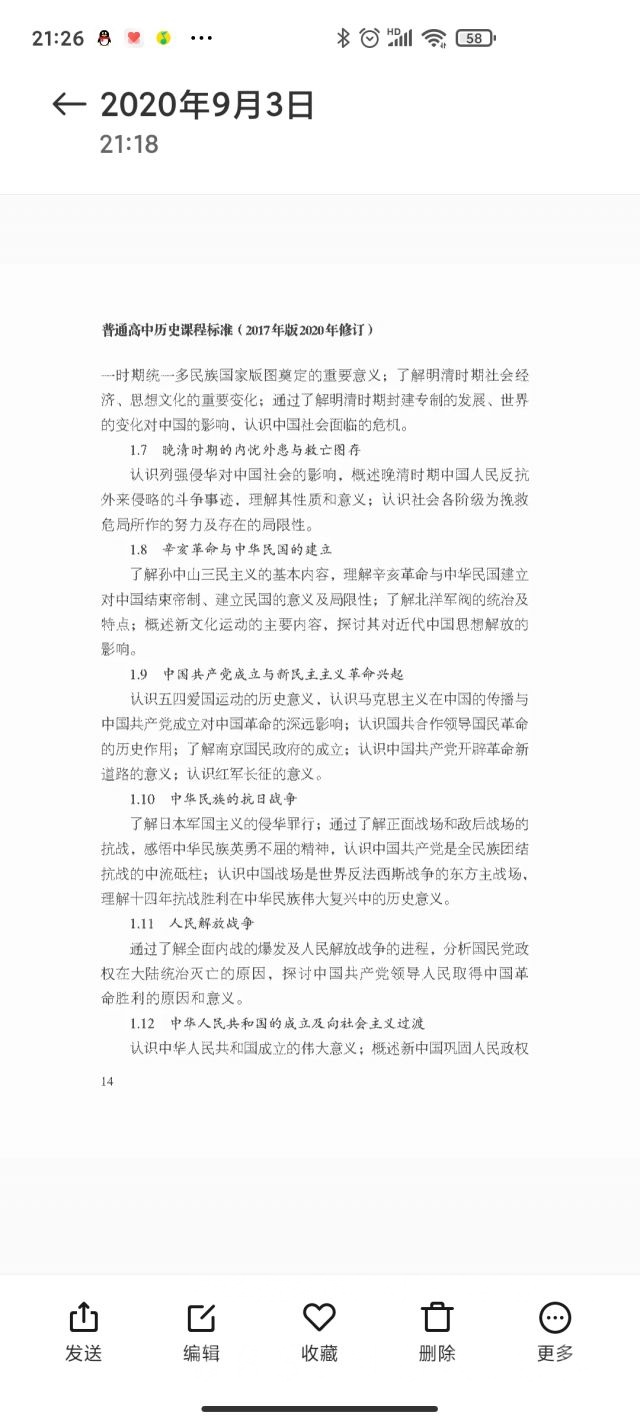 21:26
HD
58
2020年9月3日
21:18
普通高中历史课程标准（2017年版2020年修订）
一时期统一多民族国家版图奠定的重要意义；了解明清时期社会经
济、思想文化的重要变化；通过了解明清时期封建专制的发展、世界
的变化对中国的影响，认识中国社会面临的危机。
1.7 晚清时期的内忧外患与救亡图存
认识列强侵华对中国社会的影响，概述晚清时期中国人民反抗
外来侵略的斗争事迹，理解其性质和意义；认识社会各阶级为挽救
危局所作的努力及存在的局限性。
1.8 辛亥革命与中华民国的建立
了解孙中山三民主义的基本内容，理解辛亥革命与中华民国建立
对中国结束帝制、建立民国的意义及局限性；了解北洋军阀的统治及
特点；概述新文化运动的主要内容，探讨其对近代中国思想解放的
影响。
1.9 中国共产党成立与新民主主义革命兴起
认识五四爱国运动的历史意义，认识马克思主义在中国的传播与
中国共产党成立对中国革命的深远影响；认识国共合作领导国民革命
的历史作用；了解南京国民政府的成立；认识中国共产党开辟革命新
道路的意义；认识红军长征的意义。
1.10 中华民族的抗日战争
了解日本军国主义的侵华罪行；通过了解正面战场和敌后战场的
抗战，感悟中华民族英勇不屈的精神，认识中国共产党是全民族团结
抗战的中流砥柱；认识中国战场是世界反法西斯战争的东方主战场，
理解十四年抗战胜利在中华民族伟大复兴中的历史意义。
1.11 人民解放战争
通过了解全面内战的爆发及人民解放战争的进程，分析国民党政
权在大陆统治灭亡的原因，探讨中国共产党领导人民取得中国革
命胜利的原因和意义。
1.12 中华人民共和国的成立及向社会主义过渡
认识中华人民共和国成立的伟大意义；概述新中国巩固人民政权
14
发送 编辑 收藏 删除 更多